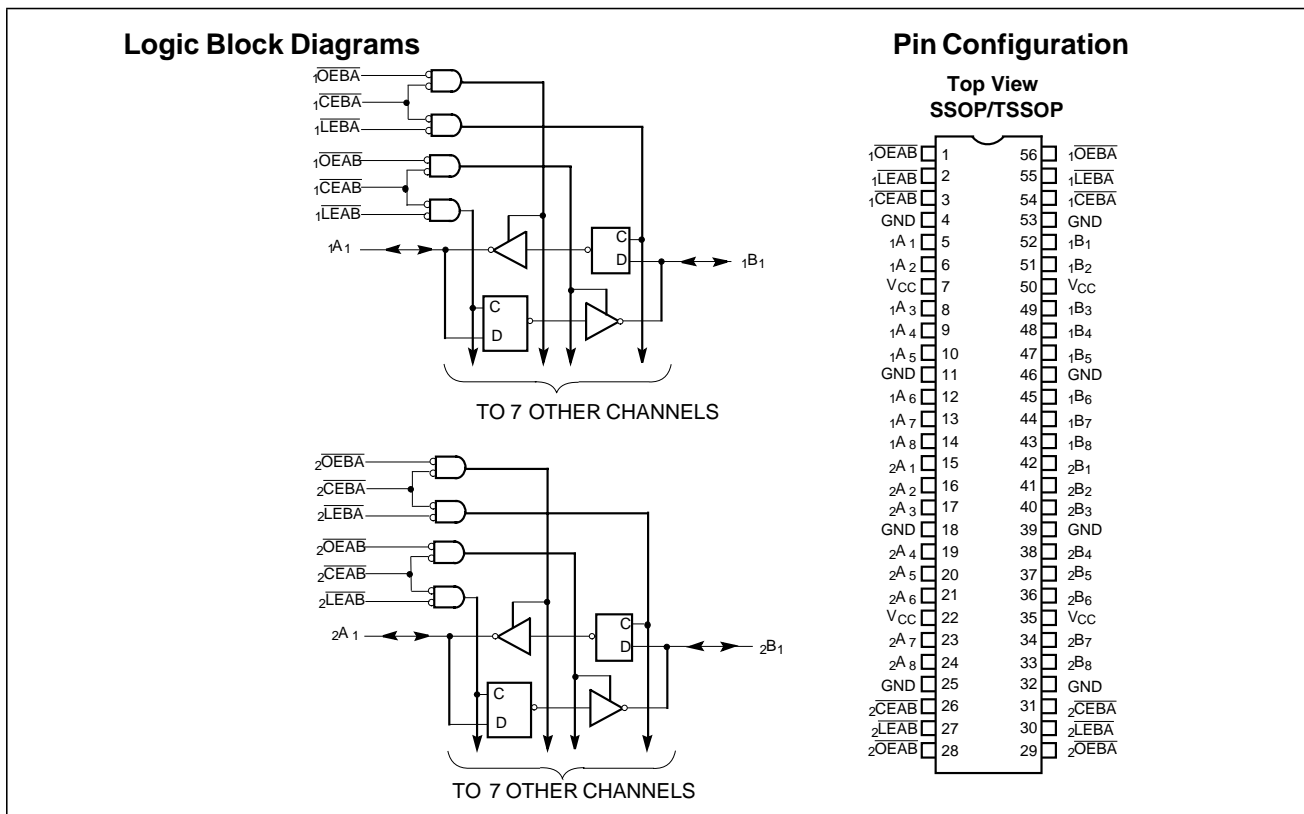 Logic Block Diagrams
1OEBA
1CEBA
1LEBA
1OEAB
1CEAB
1LEAB
1A1
C
D
1B1
C
D
TO 7 OTHER CHANNELS
2OEBA
2CEBA
2LEBA
2OEAB
2CEAB
2LEAB
2A1
C
D
2B1
C
D
TO 7 OTHER CHANNELS
Pin Configuration
Top View
SSOP/TSSOP
1OEAB 1 56 1OEBA
1LEAB 2 55 1LEBA
1CEAB 3 54 1CEBA
GND 4 53 GND
1A1 5 52 1B1
1A2 6 51 1B2
VCC 7 50 VCC
1A3 8 49 1B3
1A4 9 48 1B4
1A5 10 47 1B5
GND 11 46 GND
1A6 12 45 1B6
1A7 13 44 1B7
1A8 14 43 1B8
2A1 15 42 2B1
2A2 16 41 2B2
2A3 17 40 2B3
GND 18 39 GND
2A4 19 38 2B4
2A5 20 37 2B5
2A6 21 36 2B6
VCC 22 35 VCC
2A7 23 34 2B7
2A8 24 33 2B8
GND 25 32 GND
2CEAB 26 31 2CEBA
2LEAB 27 30 2LEBA
2OEAB 28 29 2OEBA